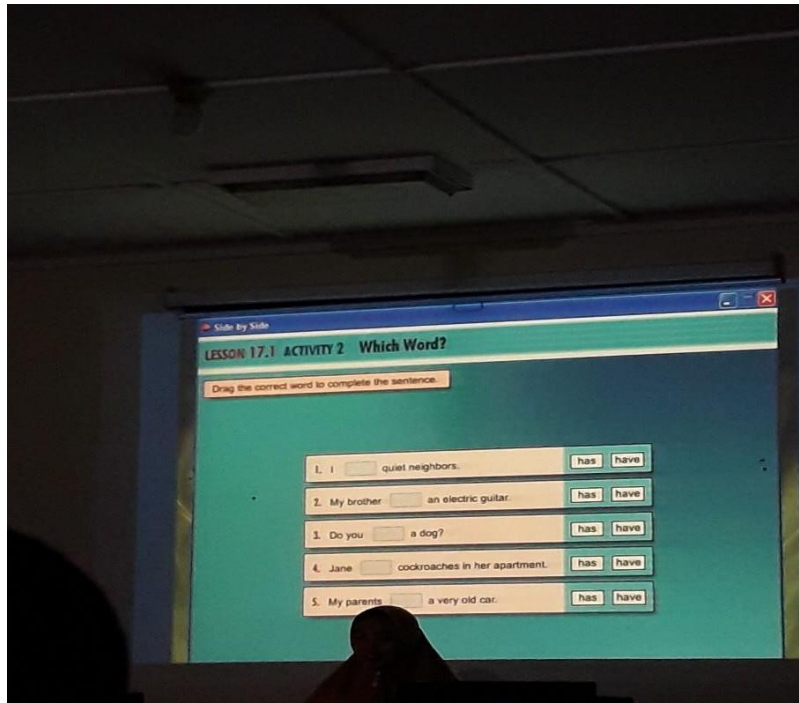 Side by Side
LESSON 17.1 ACTIVITY 2 Which Word?
Drag the correct word to complete the sentence.
1. I quiet neighbors. has have
2. My brother an electric guitar. has have
3. Do you a dog? has have
4. Jane cockroaches in her apartment. has have
5. My parents a very old car. has have